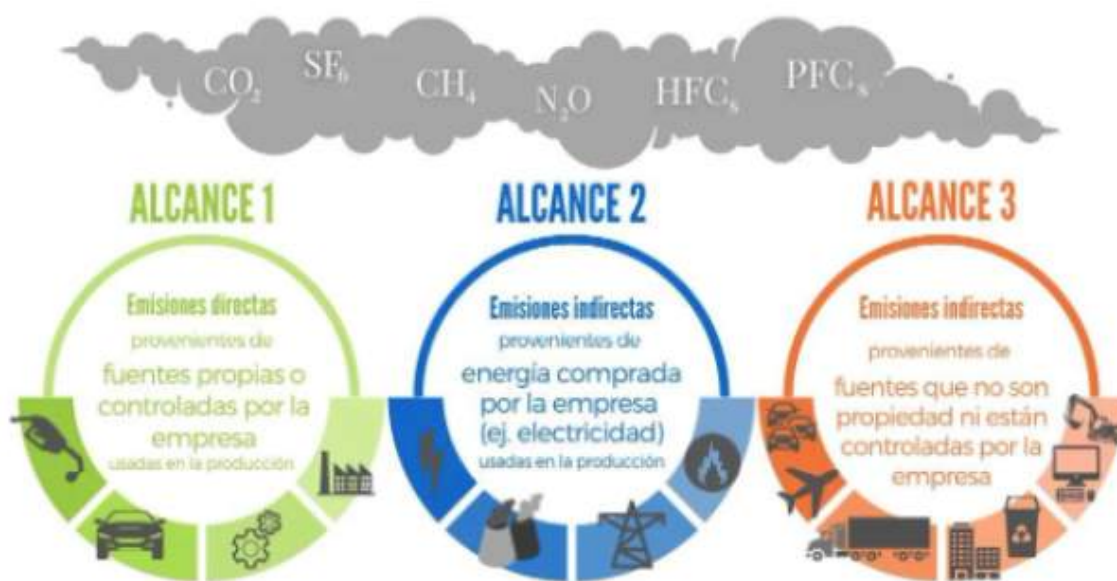 CO₂ SF₆ CH₄ N₂O HFCₛ PFCₛ
ALCANCE 1
Emisiones directas
provenientes de
fuentes propias o
controladas por la
empresa
usadas en la producción
ALCANCE 2
Emisiones indirectas
provenientes de
energía comprada
por la empresa
(ej. electricidad)
usadas en la producción
ALCANCE 3
Emisiones indirectas
provenientes de
fuentes que no son
propiedad ni están
controladas por la
empresa